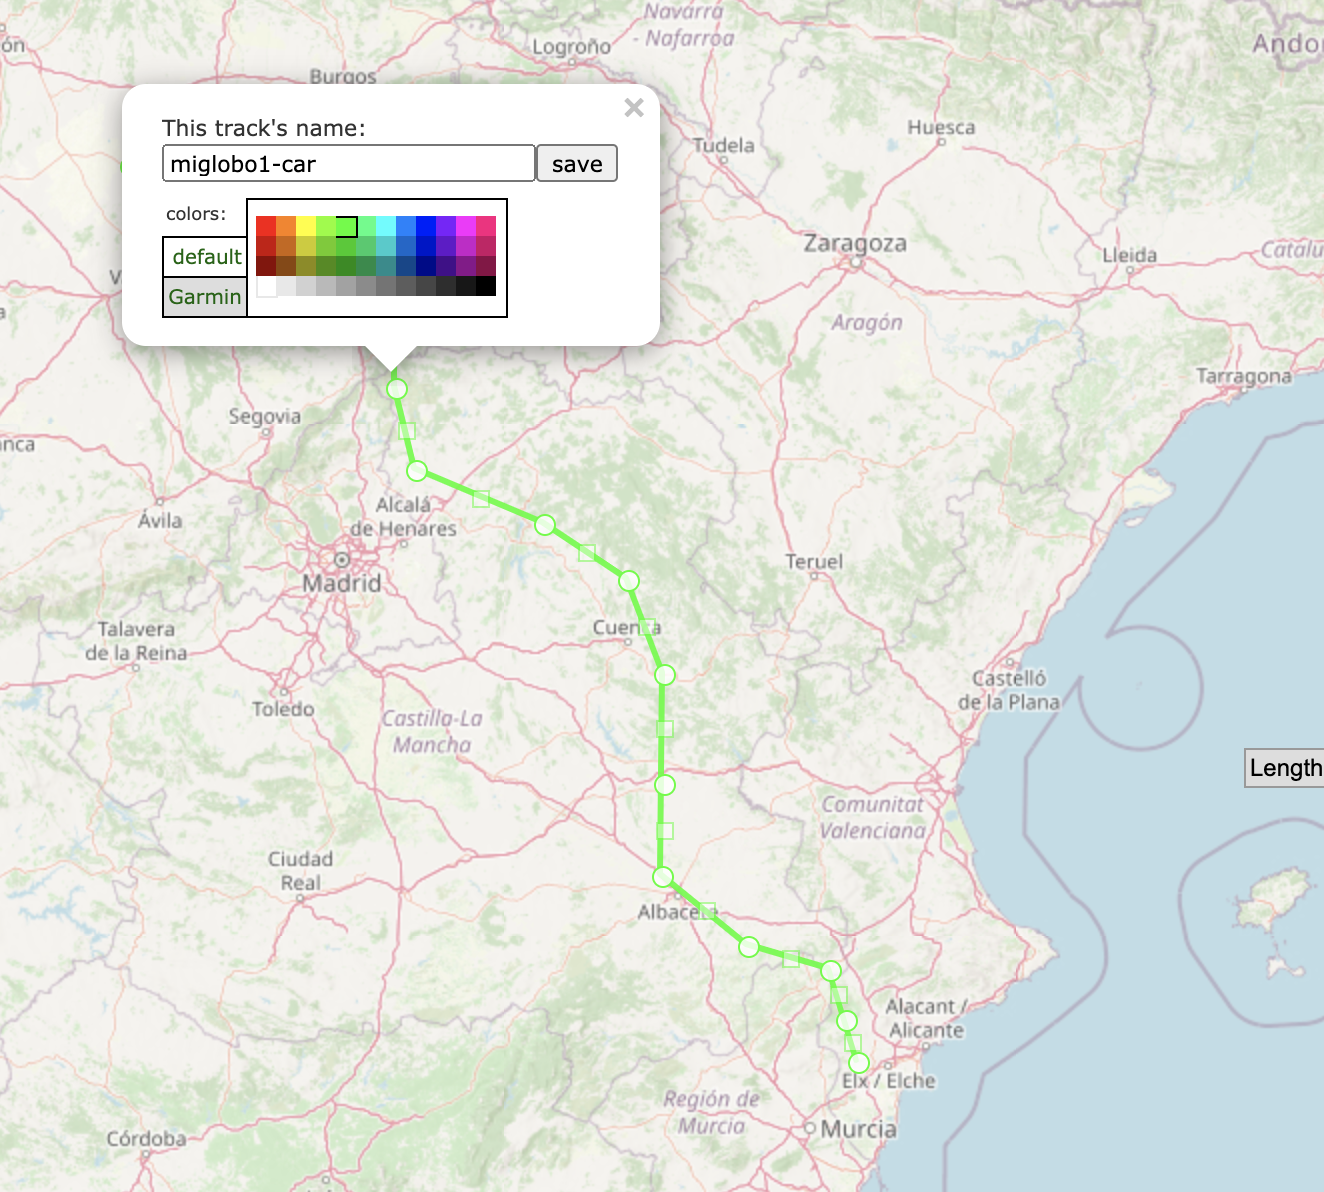 Navarra
- Nafarroa
ón
Logroño
Andor
Burgos
×
This track's name:
miglobo1-car
save
colors:
default
Garmin
Tudela
Huesca
Zaragoza
Lleida
Catalu
V
a
Aragón
Tarragona
Segovia
nca
Alcalá
de Henares
Ávila
Madrid
Teruel
Talavera
de la Reina
Cuenca
Castelló
de la Plana
Toledo
Castilla-La
Mancha
Length
Comunitat
Valenciana
Ciudad
Real
Albacete
Alacant /
Alicante
Elx / Elche
Región de
Murcia
Murcia
Córdoba